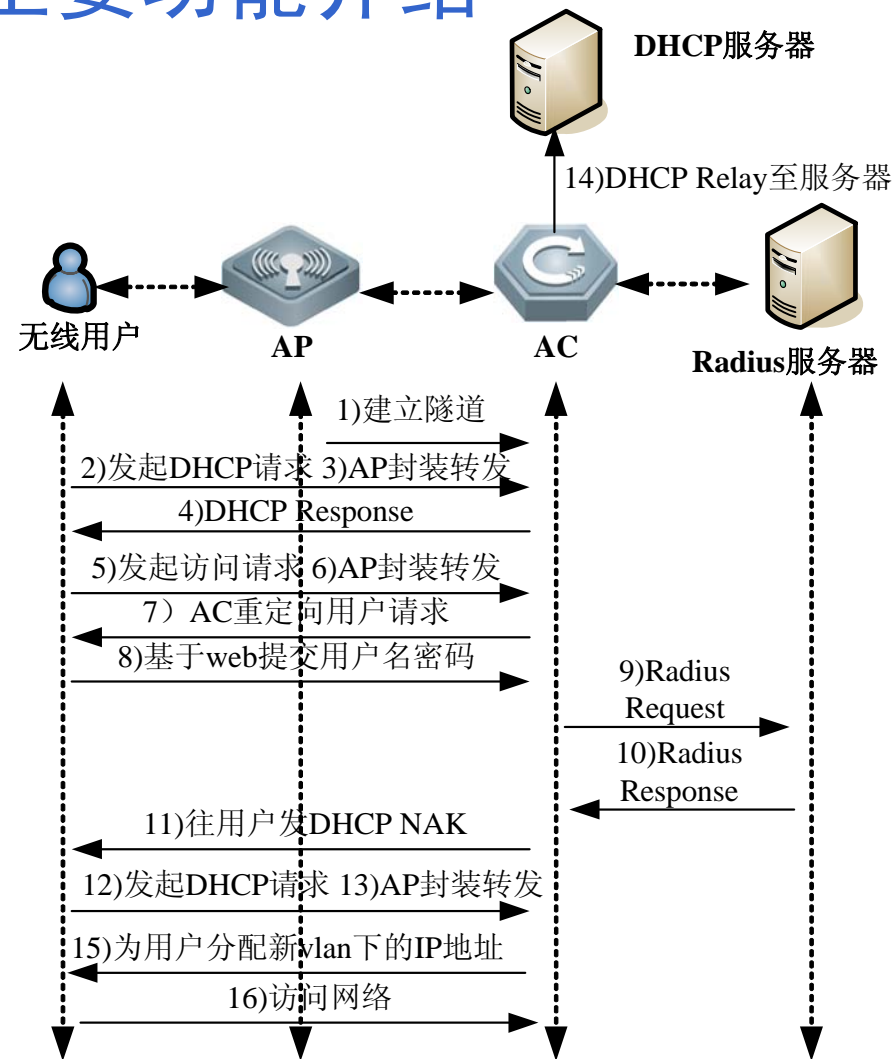 主要功能介绍
DHCP服务器
14)DHCP Relay至服务器
无线用户
AP
AC
Radius服务器
1)建立隧道
2)发起DHCP请求 3)AP封装转发
4)DHCP Response
5)发起访问请求 6)AP封装转发
7）AC重定向用户请求
8)基于web提交用户名密码
9)Radius
Request
10)Radius
Response
11)往用户发DHCP NAK
12)发起DHCP请求 13)AP封装转发
15)为用户分配新vlan下的IP地址
16)访问网络